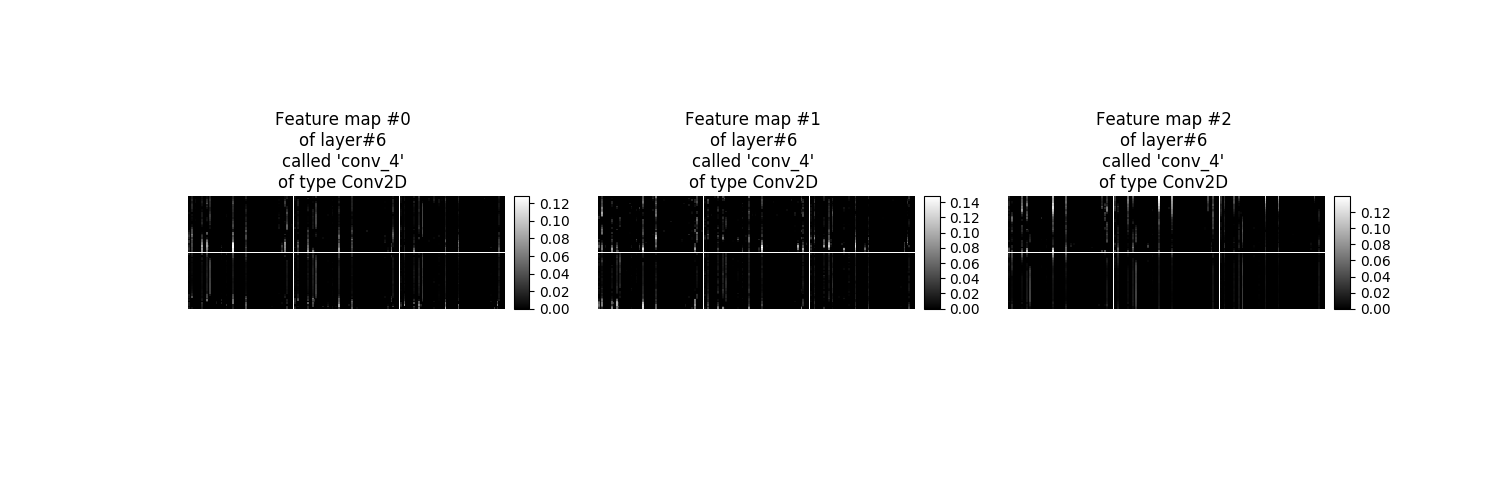 Feature map #0
of layer#6
called 'conv_4'
of type Conv2D
0.12
0.10
0.08
0.06
0.04
0.02
0.00
Feature map #1
of layer#6
called 'conv_4'
of type Conv2D
0.14
0.12
0.10
0.08
0.06
0.04
0.02
0.00
Feature map #2
of layer#6
called 'conv_4'
of type Conv2D
0.12
0.10
0.08
0.06
0.04
0.02
0.00